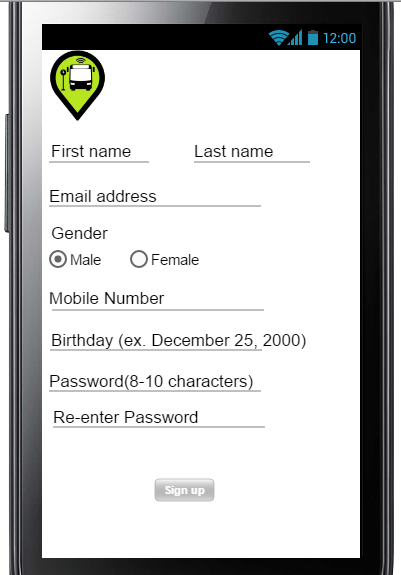 12:00
First name Last name
Email address
Gender
Male Female
Mobile Number
Birthday (ex. December 25, 2000)
Password(8-10 characters)
Re-enter Password
Sign up